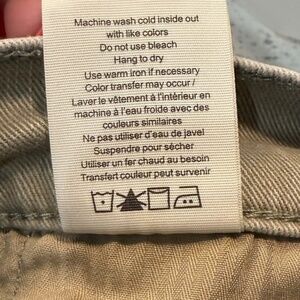 Machine wash cold inside out
with like colors
Do not use bleach
Hang to dry
Use warm iron if necessary
Color transfer may occur /
Laver le vêtement à l'intérieur en
machine à l'eau froide avec des
couleurs similaires
Ne pas utiliser d'eau de javel
Suspendre pour sécher
Utiliser un fer chaud au besoin
Transfert couleur peut survenir